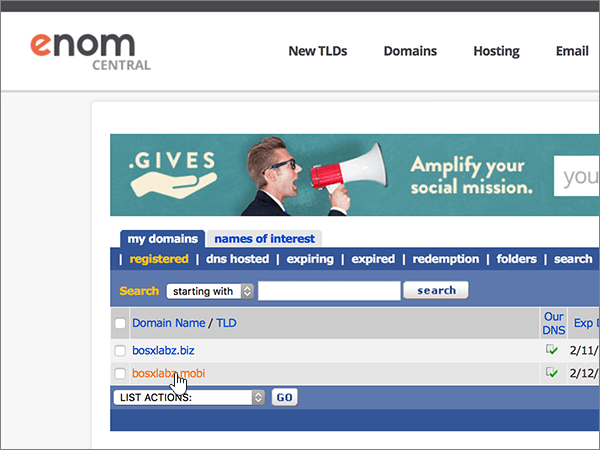 enom
CENTRAL
New TLDs Domains Hosting Email
.GIVES
Amplify your
social mission.
you
my domains names of interest
| registered | dns hosted | expiring | expired | redemption | folders | search
Search starting with search
Domain Name / TLD Our DNS Exp D
bosxlabz.biz 2/11/
bosxlabz.mobi 2/12/
LIST ACTIONS: GO